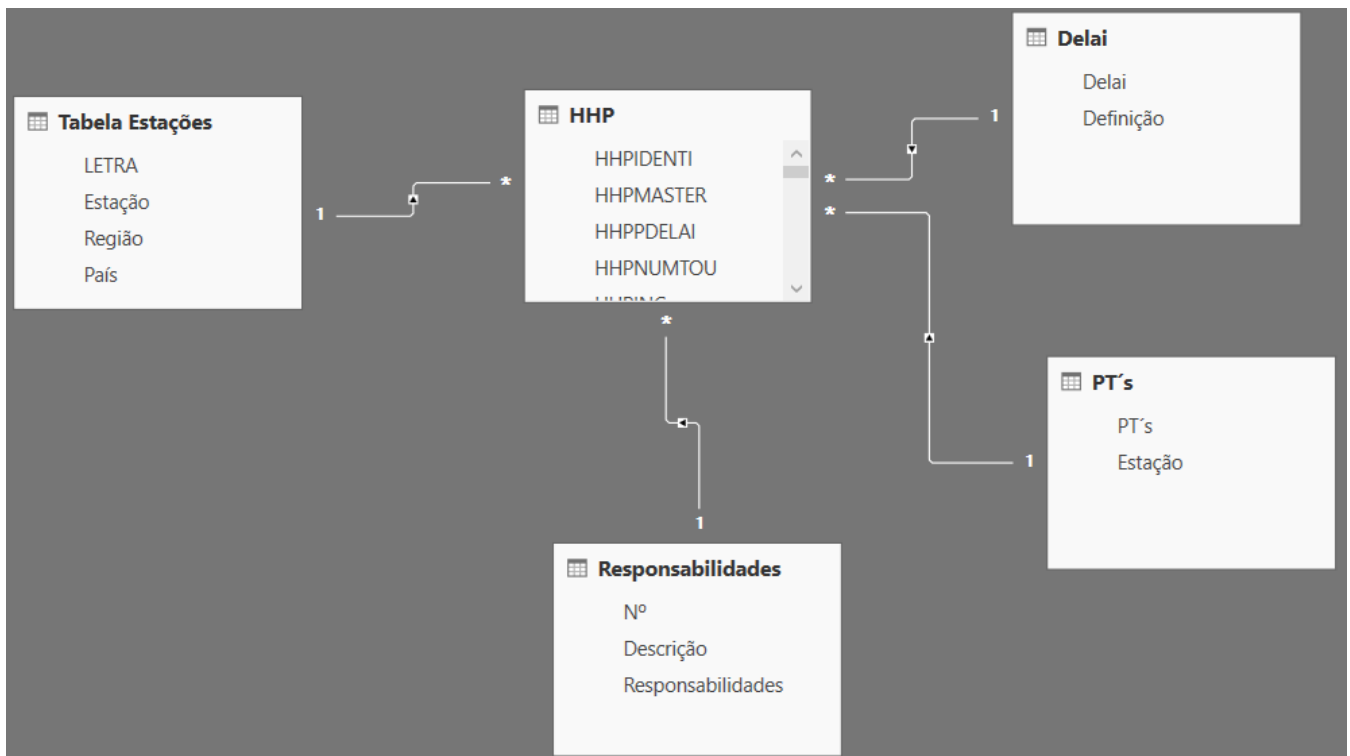 Tabela Estações
LETRA
Estação
Região
País
1
*
HHP
HHPIDENTI
HHPMASTER
HHPPDELAI
HHPNUMTOU
*
*
*
1
Delai
Delai
Definição
1
PT´s
PT´s
Estação
1
Responsabilidades
Nº
Descrição
Responsabilidades